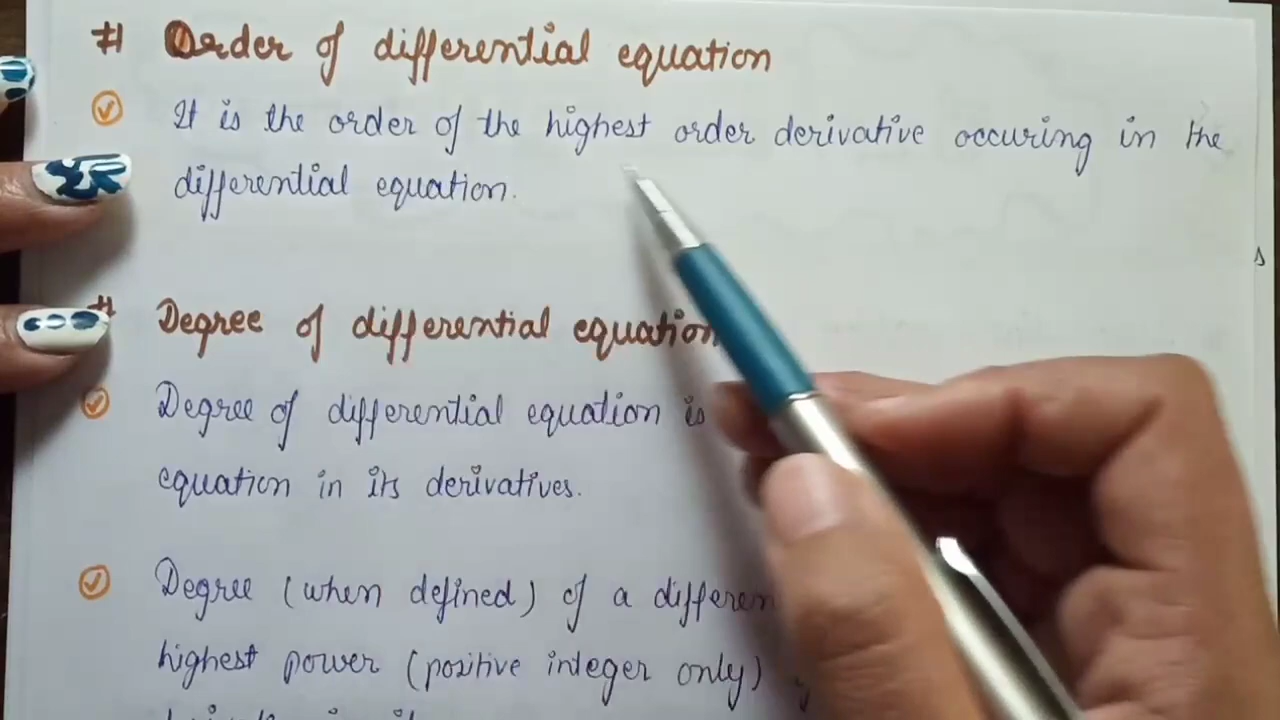 # Order of differential equation
It is the order of the highest order derivative occuring in the
differential equation.
s
# Degree of differential equation
Degree of differential equation is
equation in its derivatives.
Degree (when defined) of a differen
highest power (positive integer only)